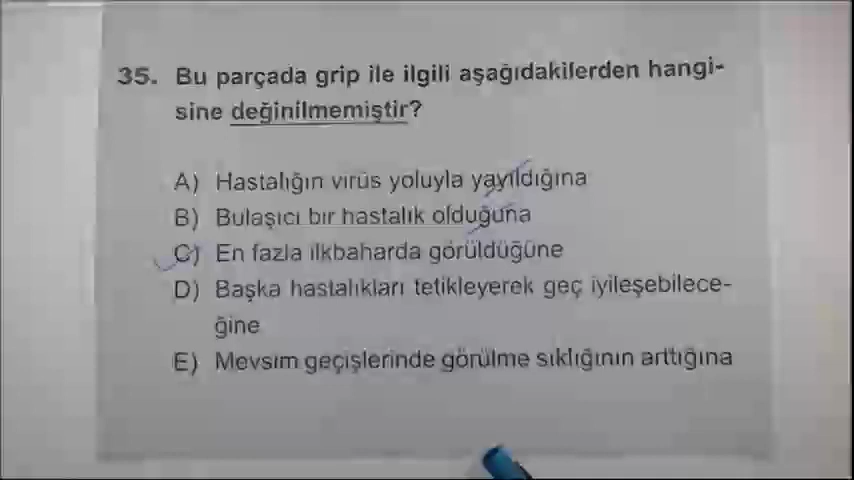 35. Bu parçada grip ile ilgili aşağıdakilerden hangi-
sine değinilmemiştir?
A) Hastalığın virüs yoluyla yayıldığına
B) Bulaşıcı bir hastalık olduğuna
C) En fazla ilkbaharda görüldüğüne
D) Başka hastalıkları tetikleyerek geç iyileşebilece-
ğine
E) Mevsim geçişlerinde görülme sıklığının arttığına